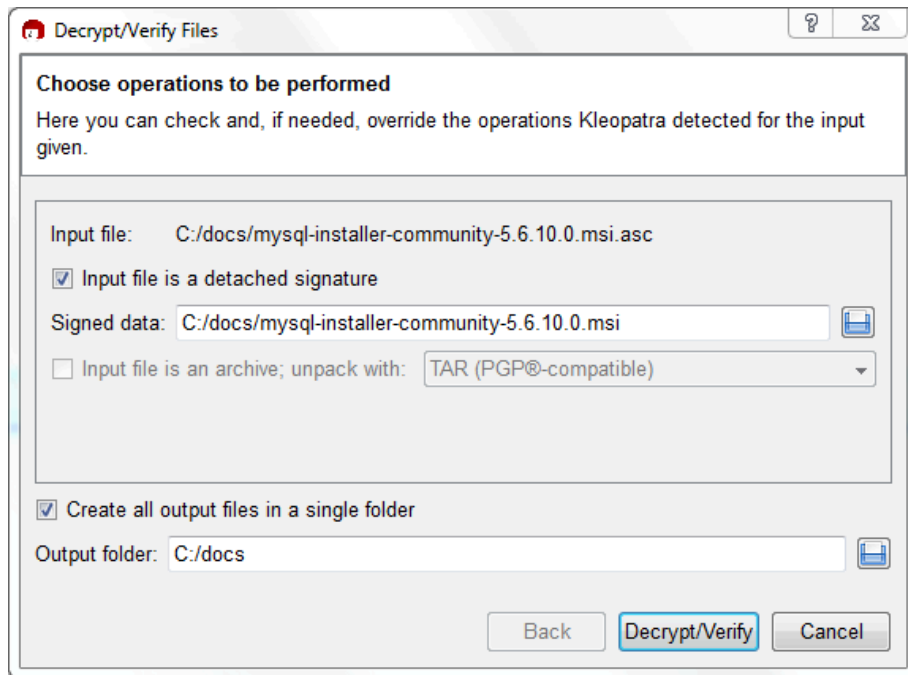 Decrypt/Verify Files
Choose operations to be performed
Here you can check and, if needed, override the operations Kleopatra detected for the input
given.
Input file: C:/docs/mysql-installer-community-5.6.10.0.msi.asc
Input file is a detached signature
Signed data: C:/docs/mysql-installer-community-5.6.10.0.msi
Input file is an archive; unpack with: TAR (PGP®-compatible)
Create all output files in a single folder
Output folder: C:/docs
Back Decrypt/Verify Cancel